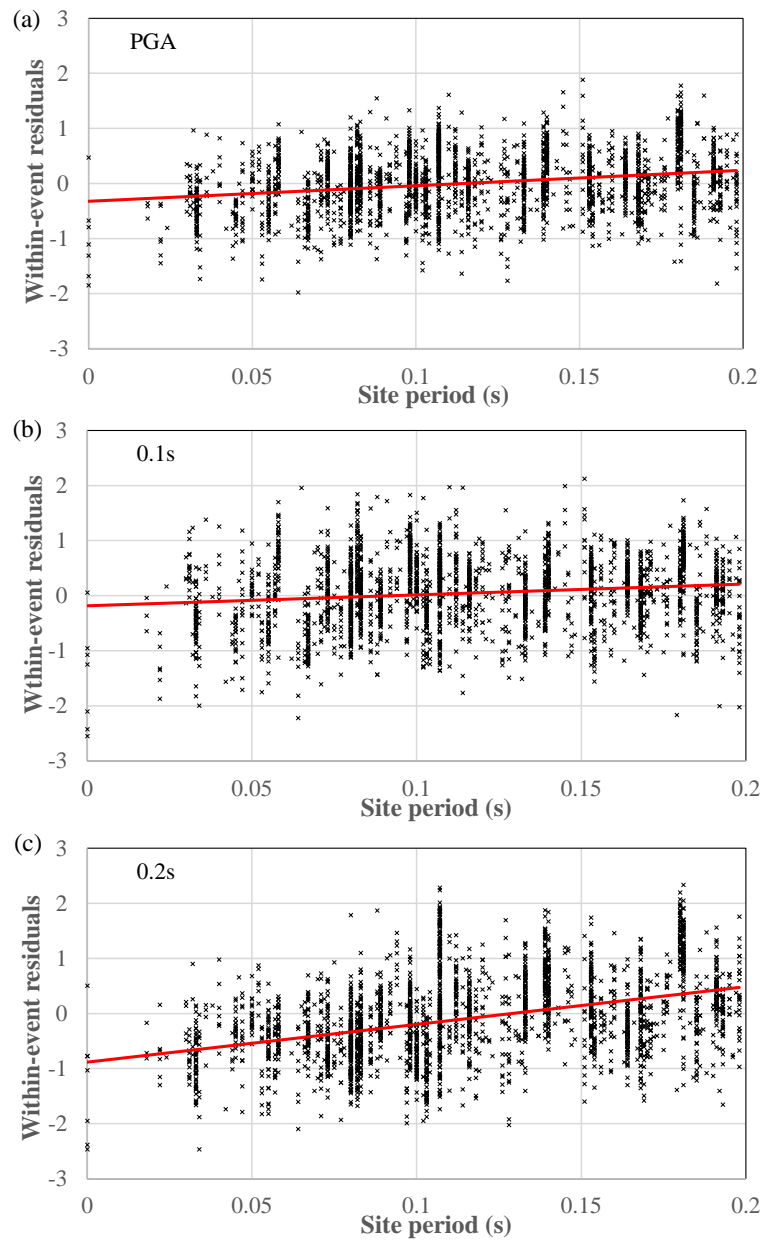 (a)
PGA
Within-event residuals
3
2
1
0
-1
-2
-3
0 0.05 0.1 0.15 0.2
Site period (s)
(b)
0.1s
Wthin-event residuals
3
2
1
0
-1
-2
-3
0 0.05 0.1 0.15 0.2
Site period (s)
(c)
0.2s
Within-event residuals
3
2
1
0
-1
-2
-3
0 0.05 0.1 0.15 0.2
Site period (s)